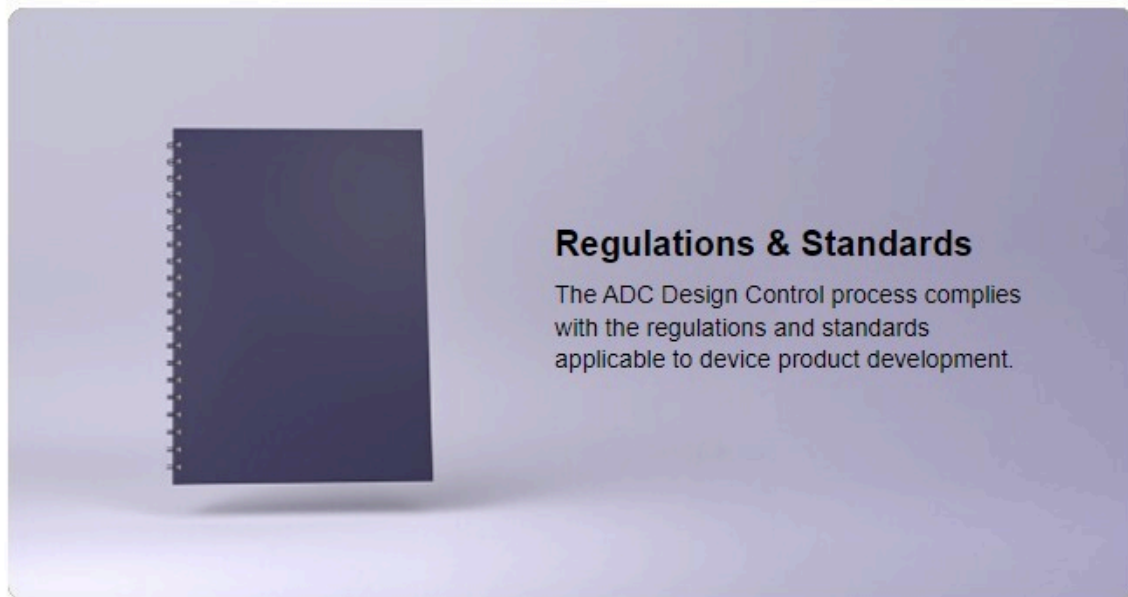 Regulations & Standards
The ADC Design Control process complies
with the regulations and standards
applicable to device product development.